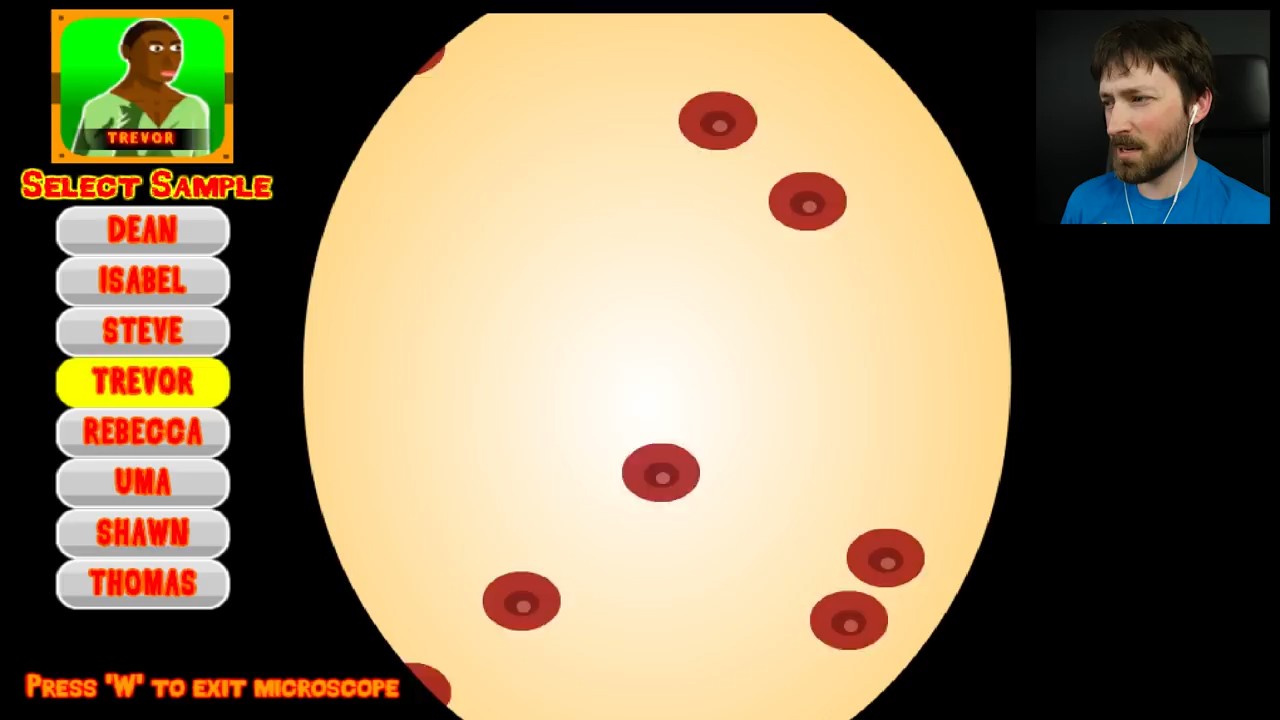 TREVOR
SELECT SAMPLE
DEAN
ISABEL
STEVE
TREVOR
REBECCA
UMA
SHAWN
THOMAS
PRESS 'W' TO EXIT MICROSCOPE